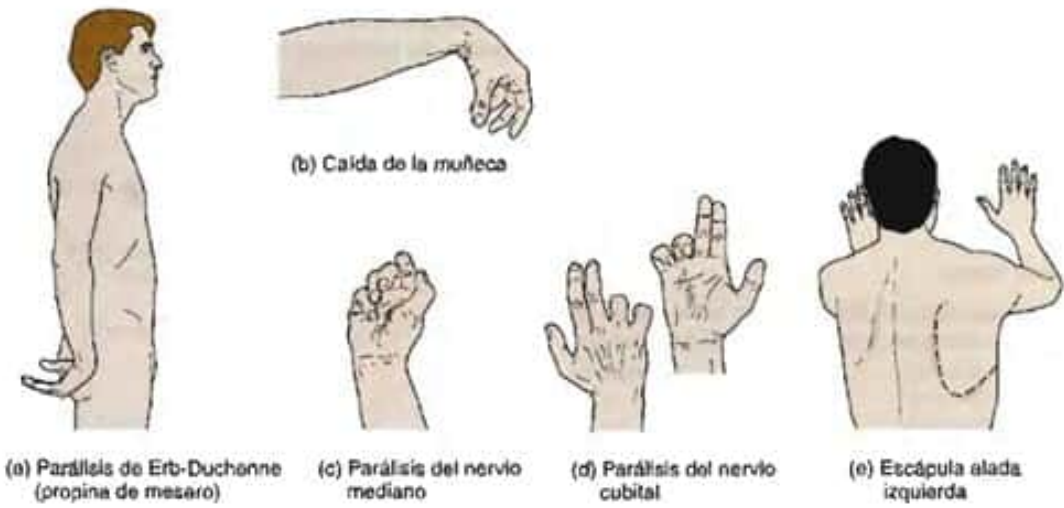 (b) Caída de la muñeca
(a) Parálisis de Erb-Duchenne
(propina de mesero)
(c) Parálisis del nervio
mediano
(d) Parálisis del nervio
cubital
(e) Escápula alada
izquierda